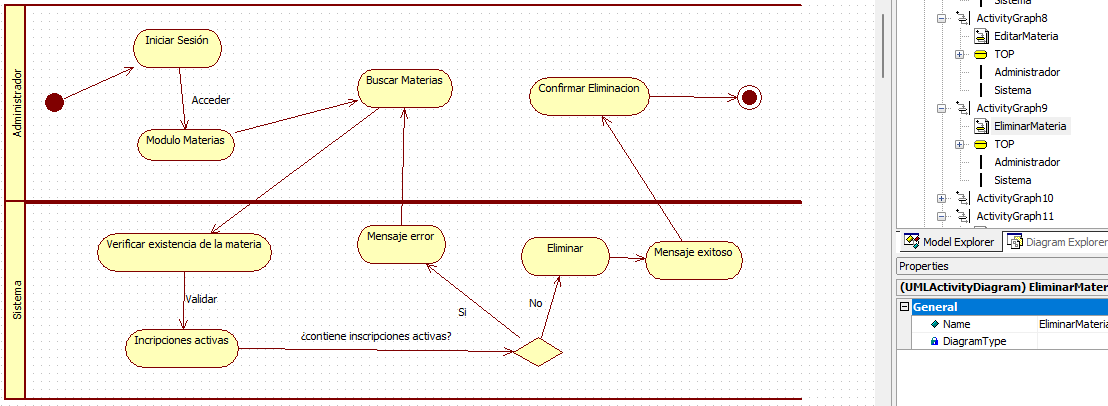 Administrador
Iniciar Sesión
Acceder
Modulo Materias
Buscar Materias
Confirmar Eliminacion
Sistema
Verificar existencia de la materia
Validar
Incripciones activas
¿contiene inscripciones activas?
Mensaje error
Si
No
Eliminar
Mensaje exitoso
Sistema
ActivityGraph8
EditarMateria
TOP
Administrador
Sistema
ActivityGraph9
EliminarMateria
TOP
Administrador
Sistema
ActivityGraph10
ActivityGraph11
Model Explorer
Diagram Explorer
Properties
(UMLActivityDiagram) EliminarMater
General
Name
EliminarMateria
DiagramType